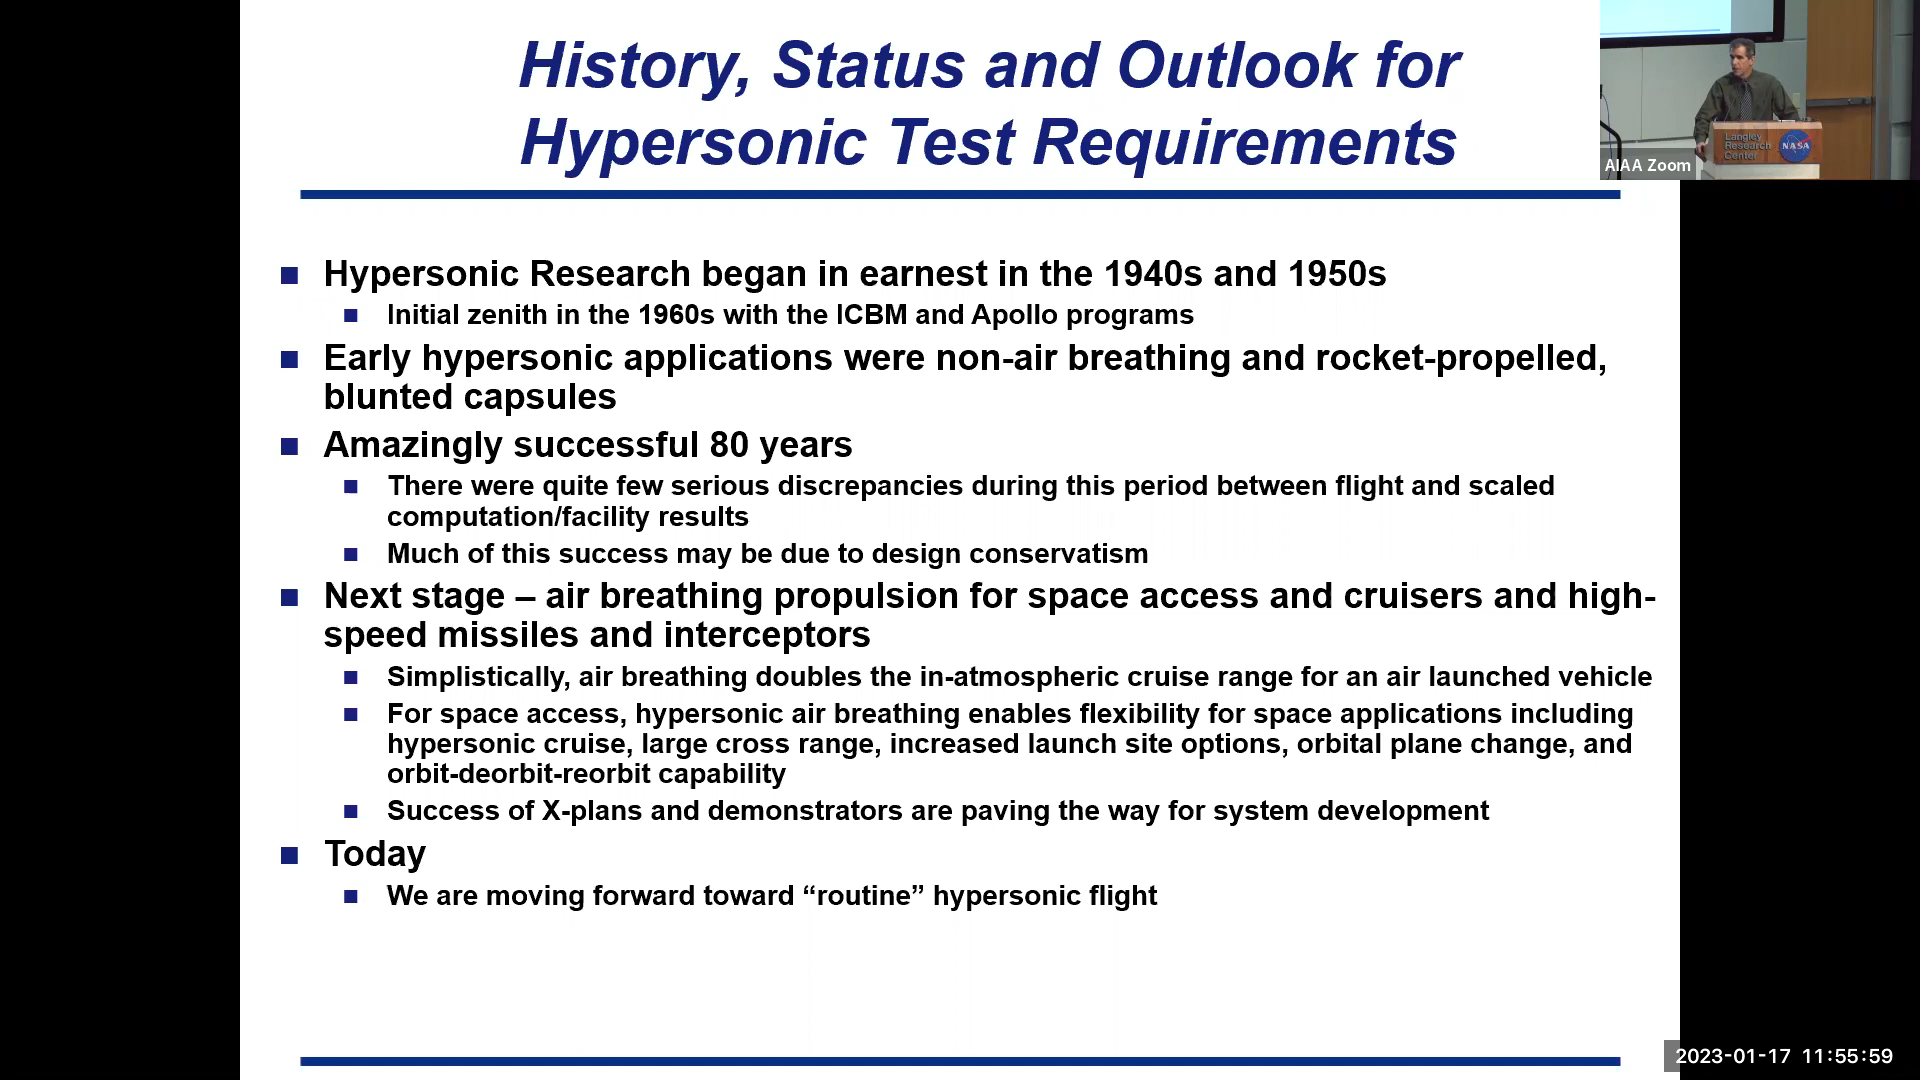 History, Status and Outlook for
Hypersonic Test Requirements
Langley
Research
Center
NASA
AIAA Zoom
Hypersonic Research began in earnest in the 1940s and 1950s
Initial zenith in the 1960s with the ICBM and Apollo programs
Early hypersonic applications were non-air breathing and rocket-propelled,
blunted capsules
Amazingly successful 80 years
There were quite few serious discrepancies during this period between flight and scaled
computation/facility results
Much of this success may be due to design conservatism
Next stage – air breathing propulsion for space access and cruisers and high-
speed missiles and interceptors
Simplistically, air breathing doubles the in-atmospheric cruise range for an air launched vehicle
For space access, hypersonic air breathing enables flexibility for space applications including
hypersonic cruise, large cross range, increased launch site options, orbital plane change, and
orbit-deorbit-reorbit capability
Success of X-plans and demonstrators are paving the way for system development
Today
We are moving forward toward “routine” hypersonic flight
2023-01-17 11:55:59